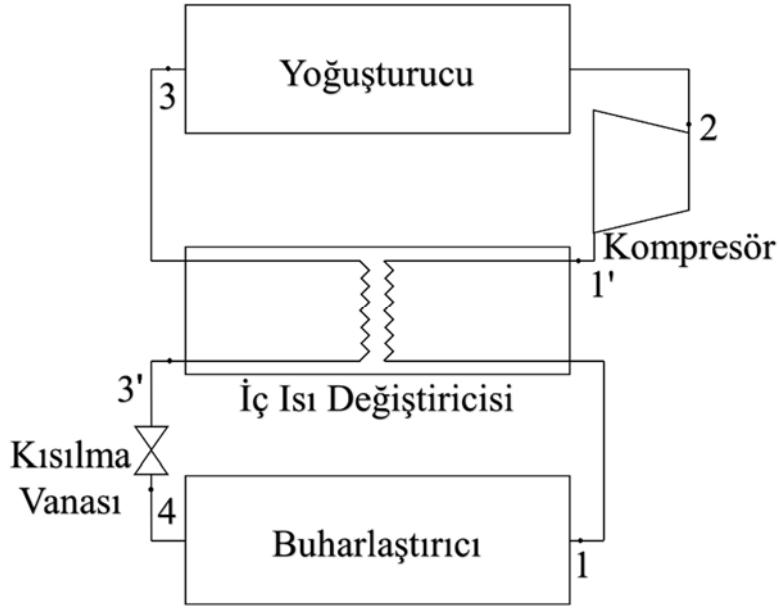 Yoğuşturucu
3
2
Kompresör
1'
3'
İç Isı Değiştiricisi
Kısılma
Vanası
4
Buharlaştırıcı
1